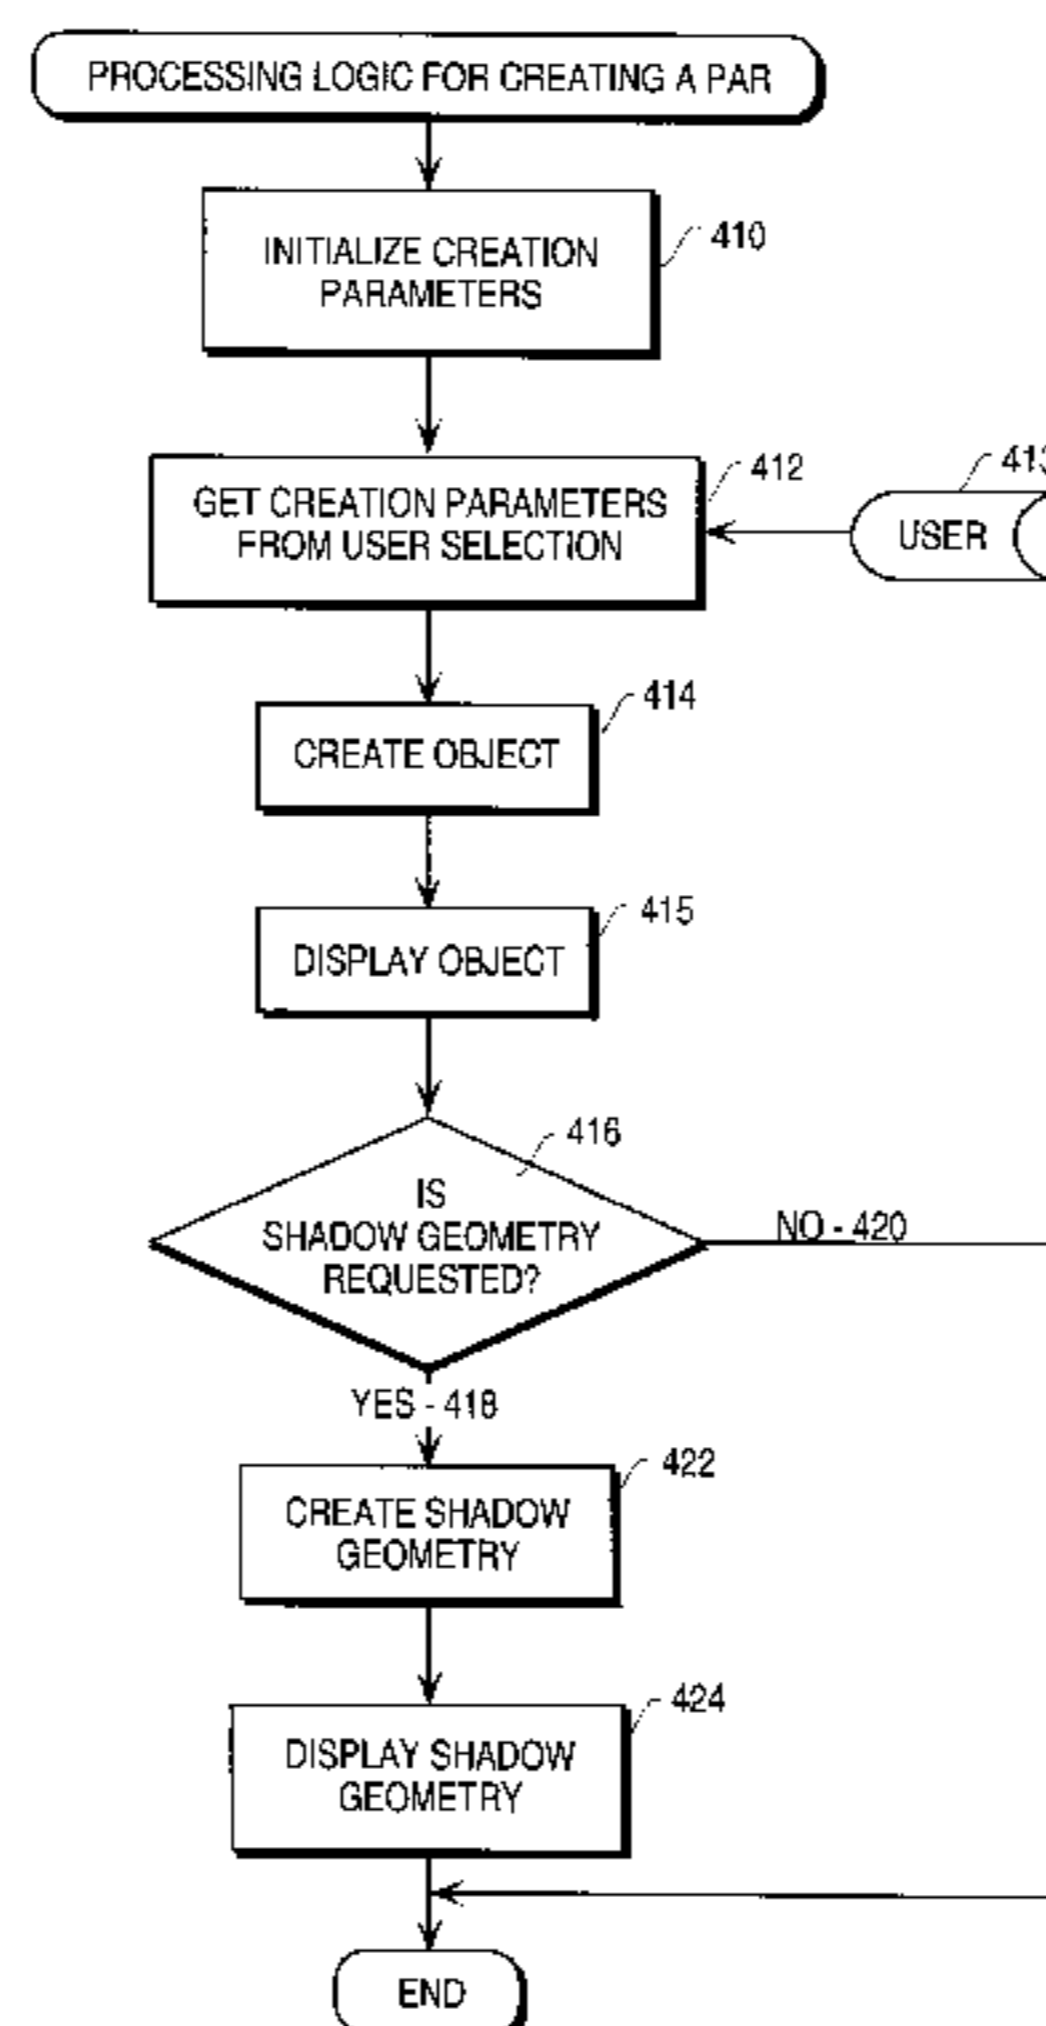 PROCESSING LOGIC FOR CREATING A PAR
INITIALIZE CREATION
PARAMETERS
410
GET CREATION PARAMETERS
FROM USER SELECTION
412
USER
CREATE OBJECT
414
DISPLAY OBJECT
415
IS
SHADOW GEOMETRY
REQUESTED?
416
NO - 420
YES - 418
CREATE SHADOW
GEOMETRY
422
DISPLAY SHADOW
GEOMETRY
424
END